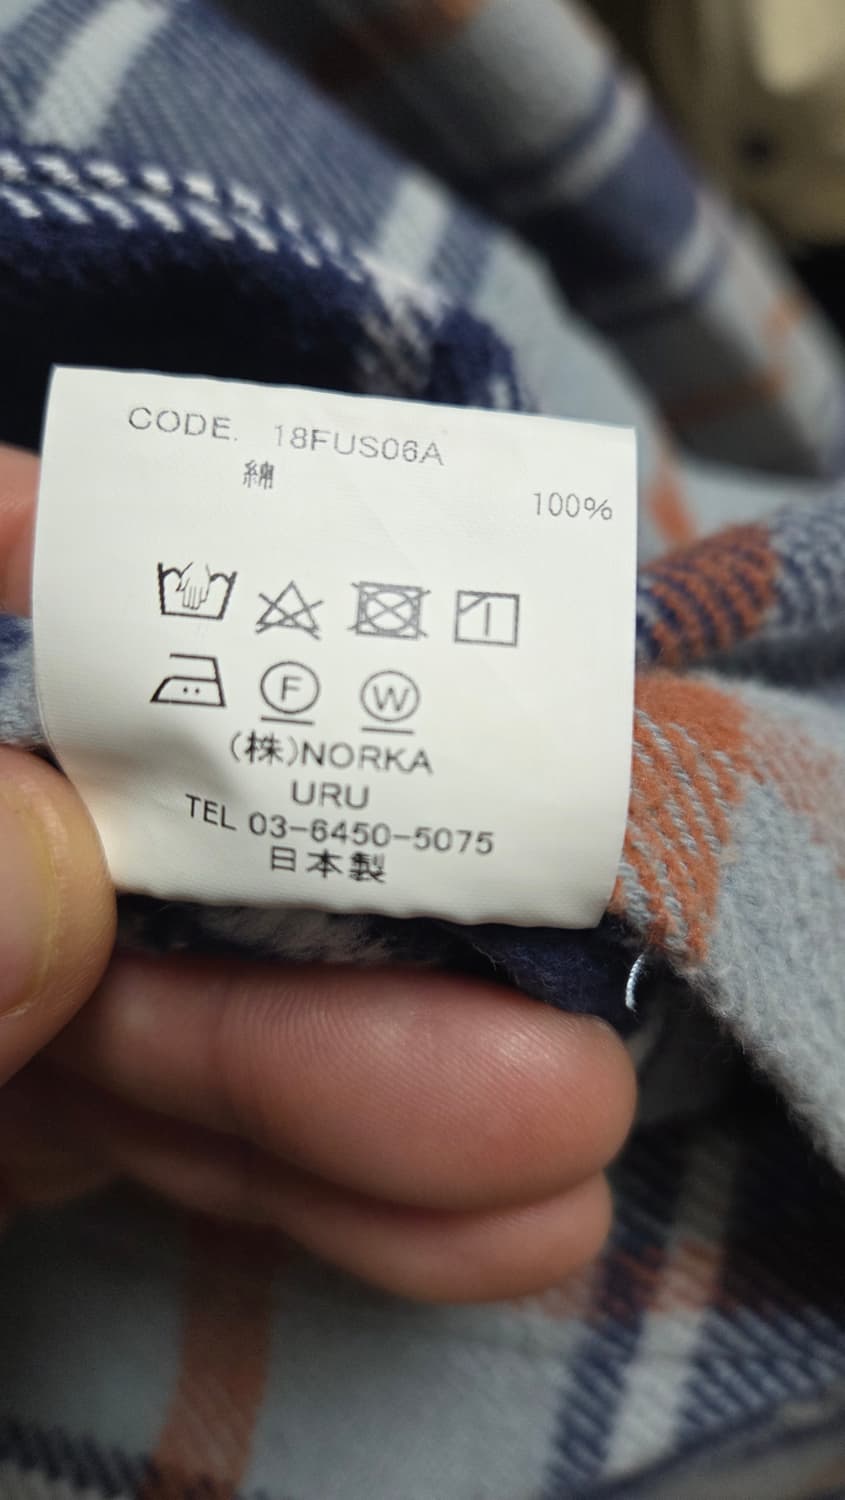 CODE. 18FUS06A
綿 100%
F W
(株)NORKA
URU
TEL 03-6450-5075
日本製